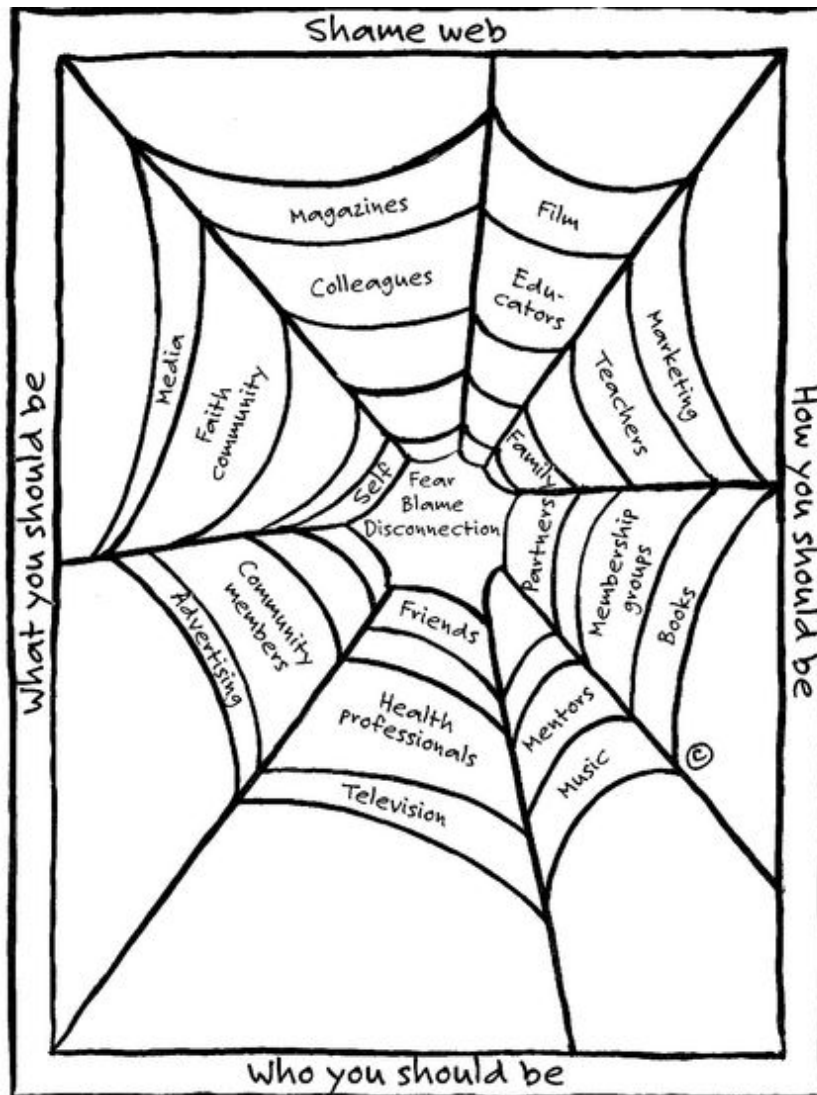 Shame web
What you should be
How you should be
Who you should be
Magazines
Film
Colleagues
Edu-
cators
Marketing
Teachers
Media
Faith
community
Self
Family
Fear
Blame
Disconnection
Partners
Membership
groups
Books
Advertising
Community
members
Friends
Health
professionals
Television
Mentors
Music
©